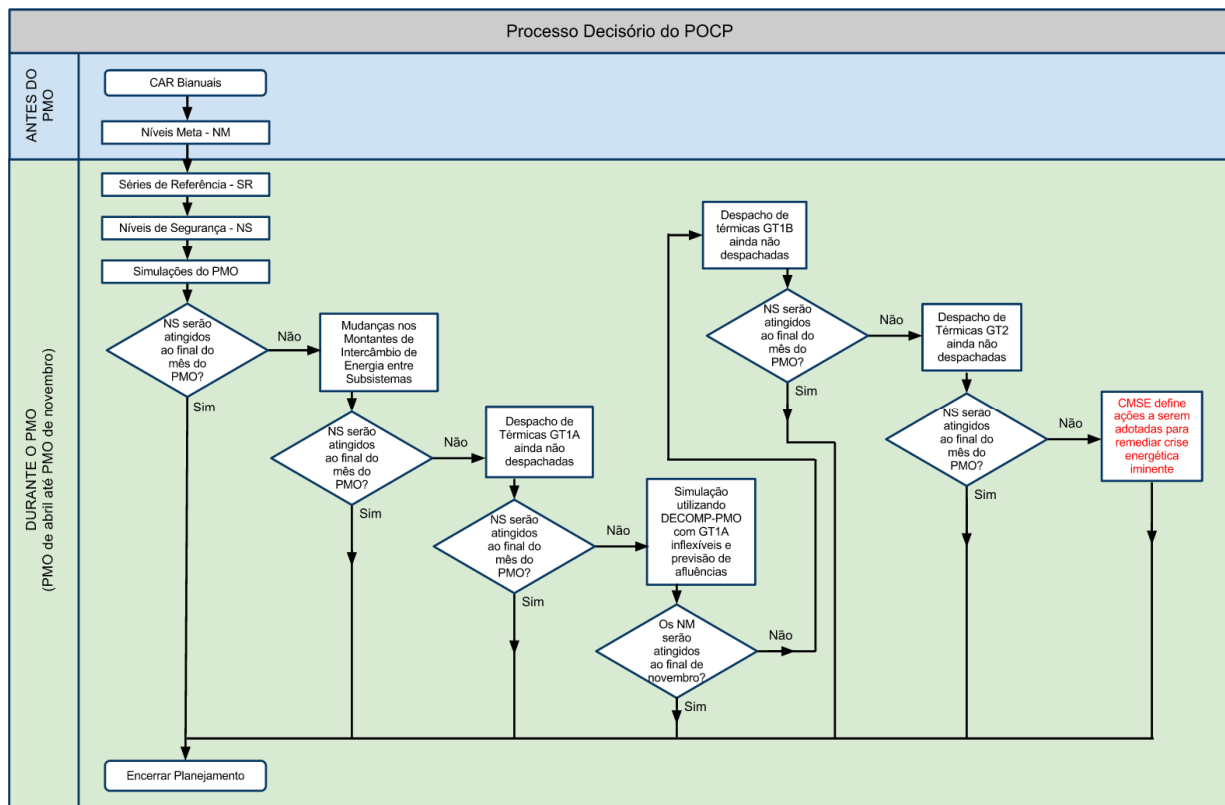 Processo Decisório do POCP
ANTES DO
PMO
CAR Bianuais
Níveis Meta - NM
DURANTE O PMO
(PMO de abril até PMO de novembro)
Séries de Referência - SR
Níveis de Segurança - NS
Simulações do PMO
NS serão
atingidos
ao final do
mês do
PMO?
Não
Sim
Mudanças nos
Montantes de
Intercâmbio de
Energia entre
Subsistemas
NS serão
atingidos
ao final do
mês do
PMO?
Não
Sim
Despacho de
Térmicas GT1A
ainda não
despachadas
NS serão
atingidos
ao final do
mês do
PMO?
Não
Sim
Simulação
utilizando
DECOMP-PMO
com GT1A
inflexíveis e
previsão de
afluências
Os NM
serão
atingidos
ao final de
novembro?
Não
Sim
Despacho de
térmicas GT1B
ainda não
despachadas
NS serão
atingidos
ao final do
mês do
PMO?
Não
Sim
Despacho de
Térmicas GT2
ainda não
despachadas
NS serão
atingidos
ao final do
mês do
PMO?
Não
Sim
CMSE define
ações a serem
adotadas para
remediar crise
energética
iminente
Encerrar Planejamento